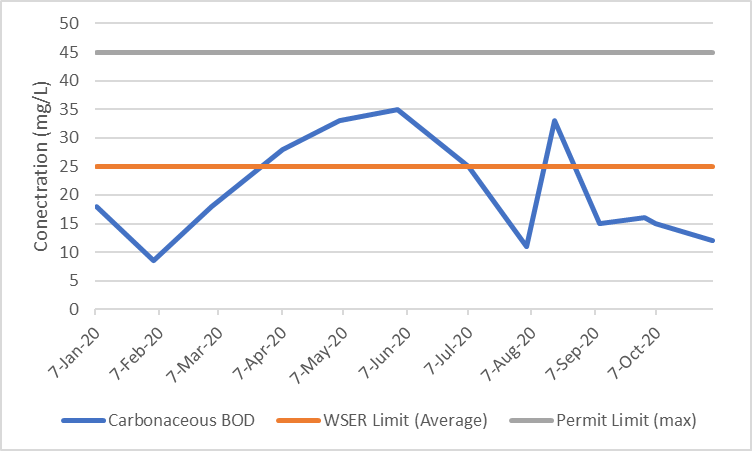 50
45
40
35
30
25
20
15
10
5
0
Conectration (mg/L)
7-Jan-20
7-Feb-20
7-Mar-20
7-Apr-20
7-May-20
7-Jun-20
7-Jul-20
7-Aug-20
7-Sep-20
7-Oct-20
Carbonaceous BOD WSER Limit (Average) Permit Limit (max)